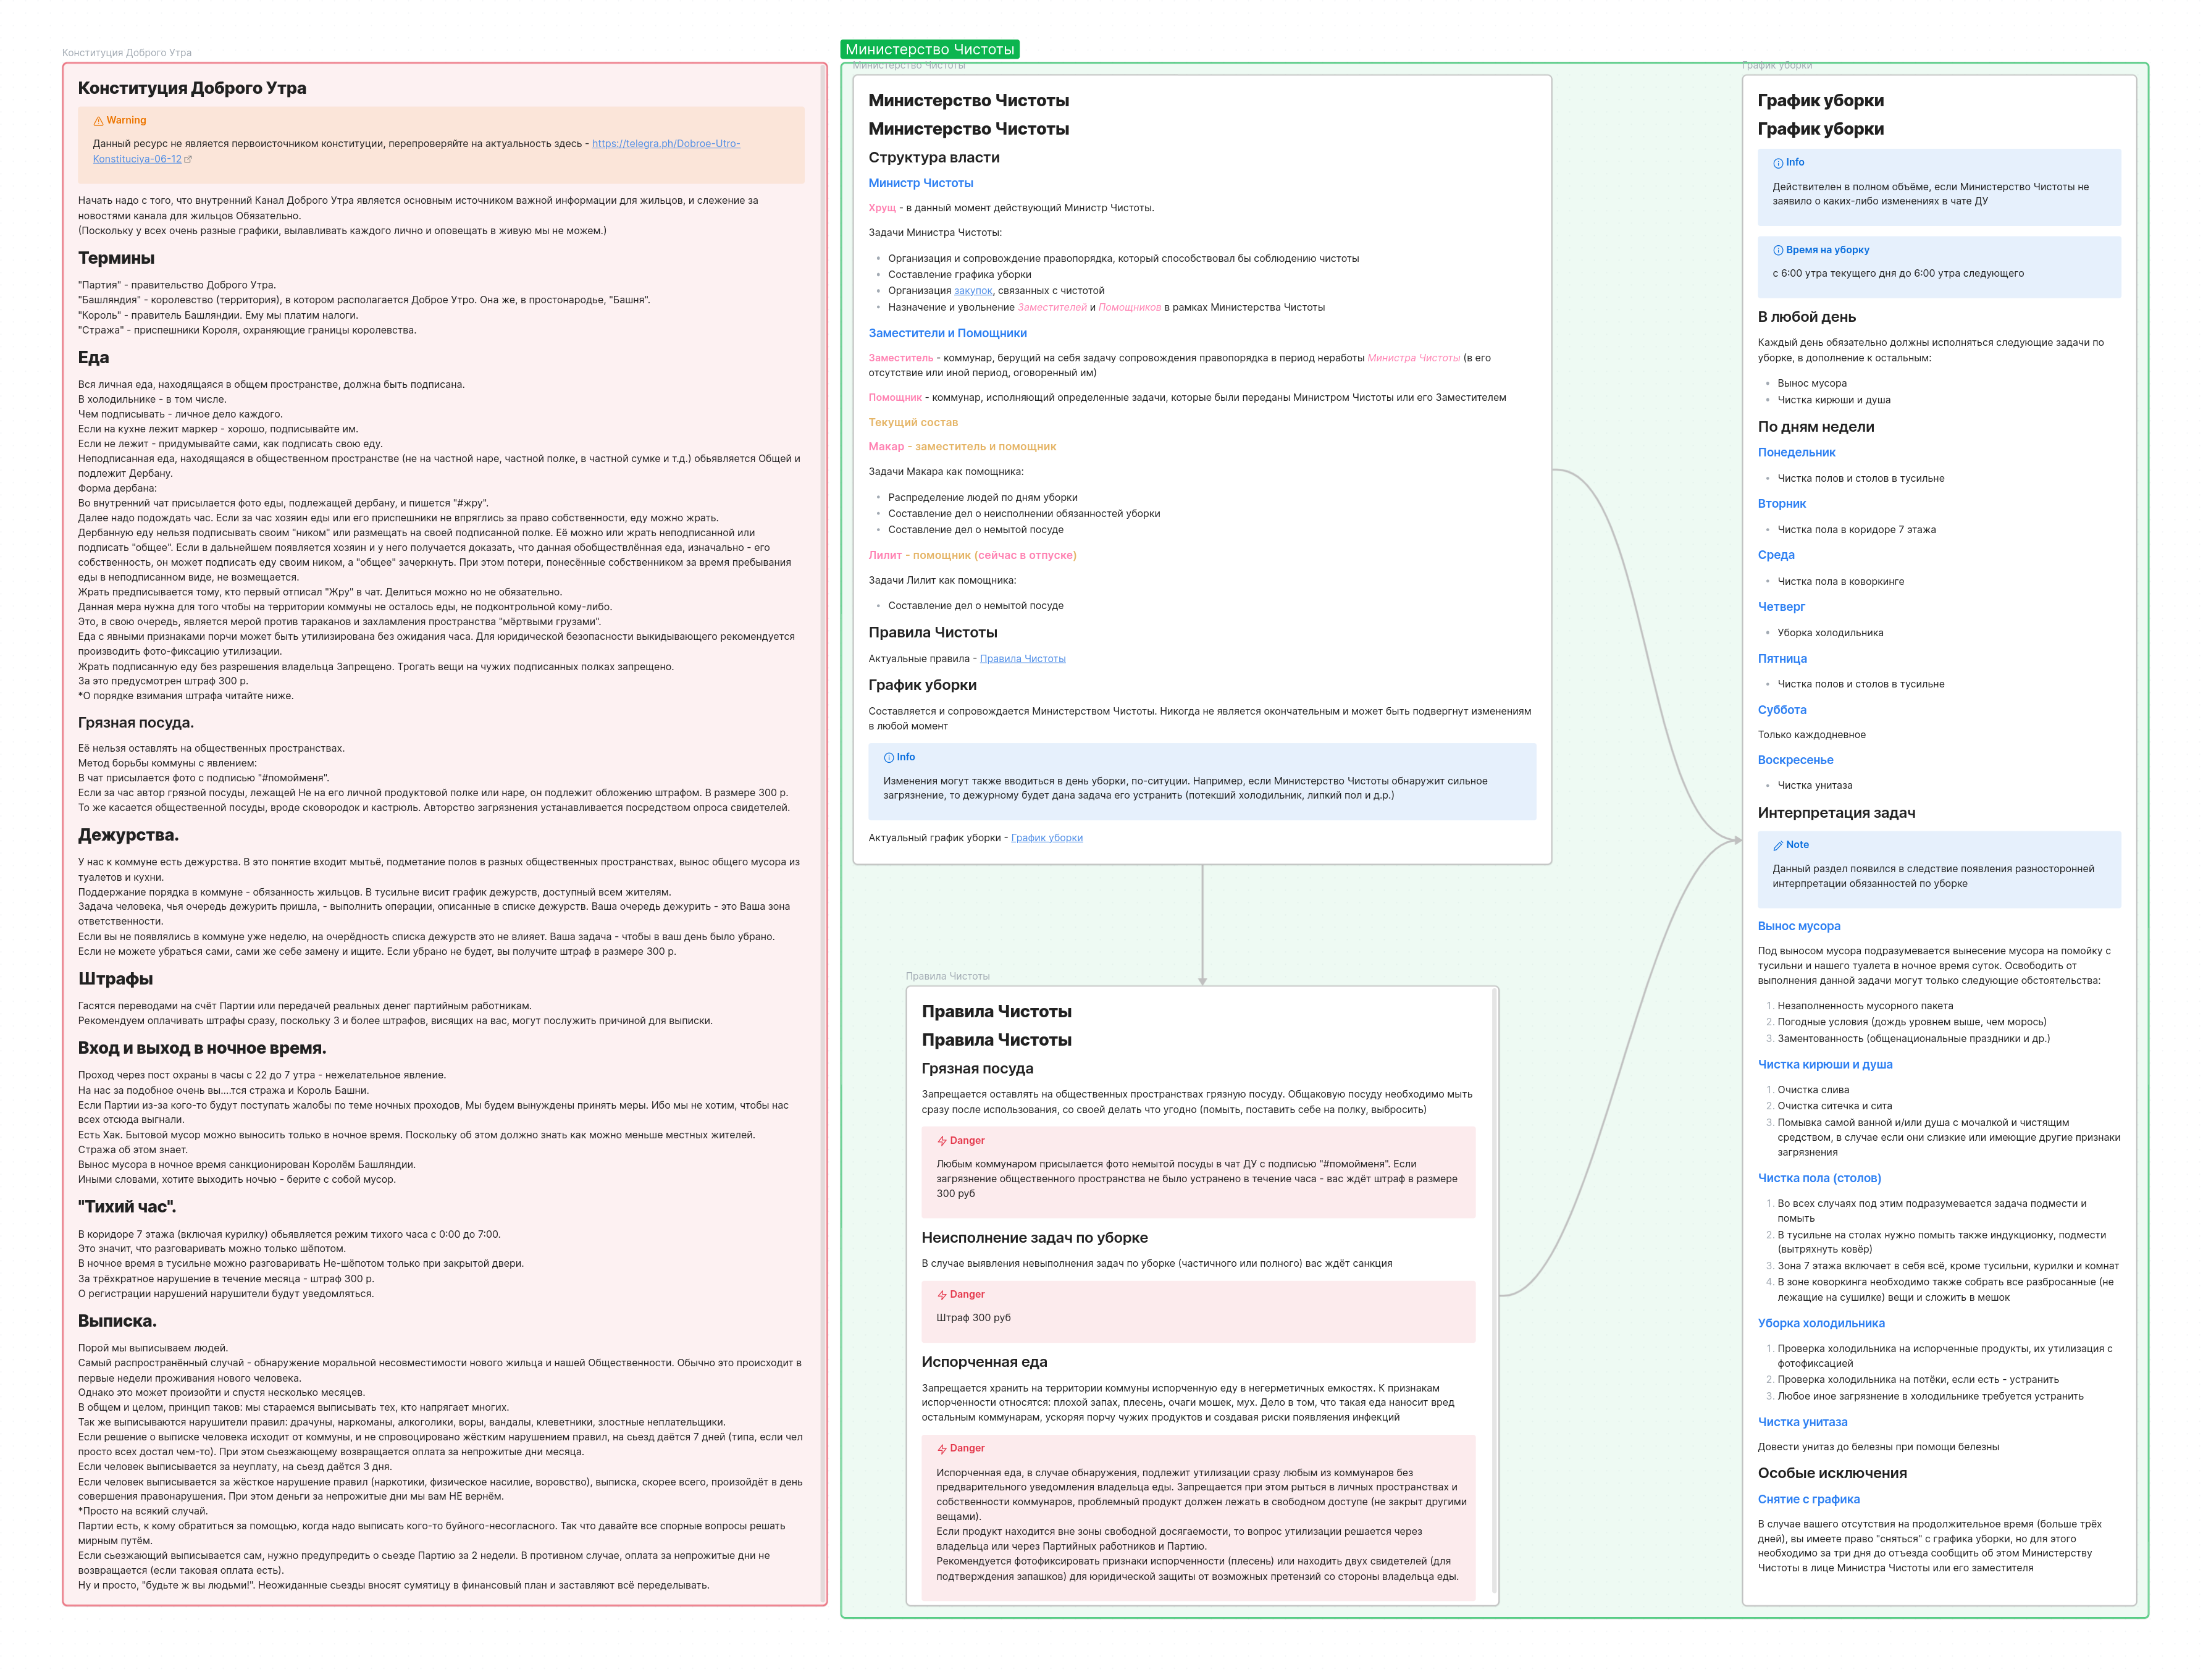 Конституция Доброго Утра
Конституция Доброго Утра
Warning
Данный ресурс не является первоисточником конституции, перепроверяйте на актуальность здесь - https://telegra.ph/Dobroe-Utro-
Konstituciya-06-12
Начать надо с того, что внутренний Канал Доброго Утра является основным источником важной информации для жильцов, и слежение за
новостями канала для жильцов Обязательно.
(Поскольку у всех очень разные графики, вылавливать каждого лично и оповещать в живую мы не можем.)
Термины
"Партия" - правительство Доброго Утра.
"Башляндия" - королевство (территория), в котором располагается Доброе Утро. Она же, в простонародье, "Башня".
"Король" - правитель Башляндии. Ему мы платим налоги.
"Стража" - приспешники Короля, охраняющие границы королевства.
Еда
Вся личная еда, находящаяся в общем пространстве, должна быть подписана.
В холодильнике - в том числе.
Чем подписывать - личное дело каждого.
Если на кухне лежит маркер - хорошо, подписывайте им.
Если не лежит - придумывайте сами, как подписать свою еду.
Неподписанная еда, находящаяся в общественном пространстве (не на частной наре, частной полке, в частной сумке и т.д.) обьявляется Общей и
подлежит Дербану.
Форма дербана:
Во внутренний чат присылается фото еды, подлежащей дербану, и пишется "#жру".
Далее надо подождать час. Если за час хозяин еды или его приспешники не впряглись за право собственности, еду можно жрать.
Дербанную еду нельзя подписывать своим "ником" или размещать на своей подписанной полке. Её можно или жрать неподписанной или
подписать "общее". Если в дальнейшем появляется хозяин и у него получается доказать, что данная обобществлённая еда, изначально - его
собственность, он может подписать еду своим ником, а "общее" зачеркнуть. При этом потери, понесённые собственником за время пребывания
еды в неподписанном виде, не возмещается.
Жрать предписывается тому, кто первый отписал "Жру" в чат. Делиться можно но не обязательно.
Данная мера нужна для того чтобы на территории коммуны не осталось еды, не подконтрольной кому-либо.
Это, в свою очередь, является мерой против тараканов и захламления пространства "мёртвыми грузами".
Еда с явными признаками порчи может быть утилизирована без ожидания часа. Для юридической безопасности выкидывающего рекомендуется
производить фото-фиксацию утилизации.
Жрать подписанную еду без разрешения владельца Запрещено. Трогать вещи на чужих подписанных полках запрещено.
За это предусмотрен штраф 300 р.
*О порядке взимания штрафа читайте ниже.
Грязная посуда.
Её нельзя оставлять на общественных пространствах.
Метод борьбы коммуны с явлением:
В чат присылается фото с подписью "#помойменя".
Если за час автор грязной посуды, лежащей Не на его личной продуктовой полке или наре, он подлежит обложению штрафом. В размере 300 р.
То же касается общественной посуды, вроде сковородок и кастрюль. Авторство загрязнения устанавливается посредством опроса свидетелей.
Дежурства.
У нас к коммуне есть дежурства. В это понятие входит мытьё, подметание полов в разных общественных пространствах, вынос общего мусора из
туалетов и кухни.
Поддержание порядка в коммуне - обязанность жильцов. В тусильне висит график дежурств, доступный всем жителям.
Задача человека, чья очередь дежурить пришла, - выполнить операции, описанные в списке дежурств. Ваша очередь дежурить - это Ваша зона
ответственности.
Если вы не появлялись в коммуне уже неделю, на очерёдность списка дежурств это не влияет. Ваша задача - чтобы в ваш день было убрано.
Если не можете убраться сами, сами же себе замену и ищите. Если убрано не будет, вы получите штраф в размере 300 р.
Штрафы
Гасятся переводами на счёт Партии или передачей реальных денег партийным работникам.
Рекомендуем оплачивать штрафы сразу, поскольку 3 и более штрафов, висящих на вас, могут послужить причиной для выписки.
Вход и выход в ночное время.
Проход через пост охраны в часы с 22 до 7 утра - нежелательное явление.
На нас за подобное очень вы....тся стража и Король Башни.
Если Партии из-за кого-то будут поступать жалобы по теме ночных проходов, Мы будем вынуждены принять меры. Ибо мы не хотим, чтобы нас
всех отсюда выгнали.
Есть Хак. Бытовой мусор можно выносить только в ночное время. Поскольку об этом должно знать как можно меньше местных жителей.
Стража об этом знает.
Вынос мусора в ночное время санкционирован Королём Башляндии.
Иными словами, хотите выходить ночью - берите с собой мусор.
"Тихий час".
В коридоре 7 этажа (включая курилку) обьявляется режим тихого часа с 0:00 до 7:00.
Это значит, что разговаривать можно только шёпотом.
В ночное время в тусильне можно разговаривать Не-шёпотом только при закрытой двери.
За трёхкратное нарушение в течение месяца - штраф 300 р.
О регистрации нарушений нарушители будут уведомляться.
Выписка.
Порой мы выписываем людей.
Самый распространённый случай - обнаружение моральной несовместимости нового жильца и нашей Общественности. Обычно это происходит в
первые недели проживания нового человека.
Однако это может произойти и спустя несколько месяцев.
В общем и целом, принцип таков: мы стараемся выписывать тех, кто напрягает многих.
Так же выписываются нарушители правил: драчуны, наркоманы, алкоголики, воры, вандалы, клеветники, злостные неплательщики.
Если решение о выписке человека исходит от коммуны, и не спровоцировано жёстким нарушением правил, на сьезд даётся 7 дней (типа, если чел
просто всех достал чем-то). При этом сьезжающему возвращается оплата за непрожитые дни месяца.
Если человек выписывается за неуплату, на сьезд даётся 3 дня.
Если человек выписывается за жёсткое нарушение правил (наркотики, физическое насилие, воровство), выписка, скорее всего, произойдёт в день
совершения правонарушения. При этом деньги за непрожитые дни мы вам НЕ вернём.
*Просто на всякий случай.
Партии есть, к кому обратиться за помощью, когда надо выписать кого-то буйного-несогласного. Так что давайте все спорные вопросы решать
мирным путём.
Если сьезжающий выписывается сам, нужно предупредить о сьезде Партию за 2 недели. В противном случае, оплата за непрожитые дни не
возвращается (если таковая оплата есть).
Ну и просто, "будьте ж вы людьми!". Неожиданные сьезды вносят сумятицу в финансовый план и заставляют всё переделывать.
Министерство Чистоты
Министерство Чистоты
Министерство Чистоты
Министерство Чистоты
Структура власти
Министр Чистоты
Хрущ - в данный момент действующий Министр Чистоты.
Задачи Министра Чистоты:
• Организация и сопровождение правопорядка, который способствовал бы соблюдению чистоты
• Составление графика уборки
• Организация закупок, связанных с чистотой
• Назначение и увольнение Заместителей и Помощников в рамках Министерства Чистоты
Заместители и Помощники
Заместитель - коммунар, берущий на себя задачу сопровождения правопорядка в период неработы Министра Чистоты (в его
отсутствие или иной период, оговоренный им)
Помощник - коммунар, исполняющий определенные задачи, которые были переданы Министром Чистоты или его Заместителем
Текущий состав
Макар - заместитель и помощник
Задачи Макара как помощника:
• Распределение людей по дням уборки
• Составление дел о неисполнении обязанностей уборки
• Составление дел о немытой посуде
Лилит - помощник (сейчас в отпуске)
Задачи Лилит как помощника:
• Составление дел о немытой посуде
Правила Чистоты
Актуальные правила - Правила Чистоты
График уборки
Составляется и сопровождается Министерством Чистоты. Никогда не является окончательным и может быть подвергнут изменениям
в любой момент
Info
Изменения могут также вводиться в день уборки, по-ситуции. Например, если Министерство Чистоты обнаружит сильное
загрязнение, то дежурному будет дана задача его устранить (потекший холодильник, липкий пол и д.р.)
Актуальный график уборки - График уборки
Правила Чистоты
Правила Чистоты
Правила Чистоты
Грязная посуда
Запрещается оставлять на общественных пространствах грязную посуду. Общаковую посуду необходимо мыть
сразу после использования, со своей делать что угодно (помыть, поставить себе на полку, выбросить)
Danger
Любым коммунаром присылается фото немытой посуды в чат ДУ с подписью "#помойменя". Если
загрязнение общественного пространства не было устранено в течение часа - вас ждёт штраф в размере
300 руб
Неисполнение задач по уборке
В случае выявления невыполнения задач по уборке (частичного или полного) вас ждёт санкция
Danger
Штраф 300 руб
Испорченная еда
Запрещается хранить на территории коммуны испорченную еду в негерметичных емкостях. К признакам
испорченности относятся: плохой запах, плесень, очаги мошек, мух. Дело в том, что такая еда наносит вред
остальным коммунарам, ускоряя порчу чужих продуктов и создавая риски появляения инфекций
Danger
Испорченная еда, в случае обнаружения, подлежит утилизации сразу любым из коммунаров без
предварительного уведомления владельца еды. Запрещается при этом рыться в личных пространствах и
собственности коммунаров, проблемный продукт должен лежать в свободном доступе (не закрыт другими
вещами).
Если продукт находится вне зоны свободной досягаемости, то вопрос утилизации решается через
владельца или через Партийных работников и Партию.
Рекомендуется фотофиксировать признаки испорченности (плесень) или находить двух свидетелей (для
подтверждения запашков) для юридической защиты от возможных претензий со стороны владельца еды.
График уборки
График уборки
График уборки
Info
Действителен в полном объёме, если Министерство Чистоты не
заявило о каких-либо изменениях в чате ДУ
Время на уборку
с 6:00 утра текущего дня до 6:00 утра следующего
В любой день
Каждый день обязательно должны исполняться следующие задачи по
уборке, в дополнение к остальным:
• Вынос мусора
• Чистка кирюши и душа
По дням недели
Понедельник
• Чистка полов и столов в тусильне
Вторник
• Чистка пола в коридоре 7 этажа
Среда
• Чистка пола в коворкинге
Четверг
• Уборка холодильника
Пятница
• Чистка полов и столов в тусильне
Суббота
Только каждодневное
Воскресенье
• Чистка унитаза
Интерпретация задач
Note
Данный раздел появился в следствие появления разносторонней
интерпретации обязанностей по уборке
Вынос мусора
Под выносом мусора подразумевается вынесение мусора на помойку с
тусильни и нашего туалета в ночное время суток. Освободить от
выполнения данной задачи могут только следующие обстоятельства:
1. Незаполненность мусорного пакета
2. Погодные условия (дождь уровнем выше, чем морось)
3. Заментованность (общенациональные праздники и др.)
Чистка кирюши и душа
1. Очистка слива
2. Очистка ситечка и сита
3. Помывка самой ванной и/или душа с мочалкой и чистящим
средством, в случае если они слизкие или имеющие другие признаки
загрязнения
Чистка пола (столов)
1. Во всех случаях под этим подразумевается задача подмести и
помыть
2. В тусильне на столах нужно помыть также индукционку, подмести
(вытряхнуть ковёр)
3. Зона 7 этажа включает в себя всё, кроме тусильни, курилки и комнат
4. В зоне коворкинга необходимо также собрать все разбросанные (не
лежащие на сушилке) вещи и сложить в мешок
Уборка холодильника
1. Проверка холодильника на испорченные продукты, их утилизация с
фотофиксацией
2. Проверка холодильника на потёки, если есть - устранить
3. Любое иное загрязнение в холодильнике требуется устранить
Чистка унитаза
Довести унитаз до белезны при помощи белезны
Особые исключения
Снятие с графика
В случае вашего отсутствия на продолжительное время (больше трёх
дней), вы имеете право "сняться" с графика уборки, но для этого
необходимо за три дня до отъезда сообщить об этом Министерству
Чистоты в лице Министра Чистоты или его заместителя